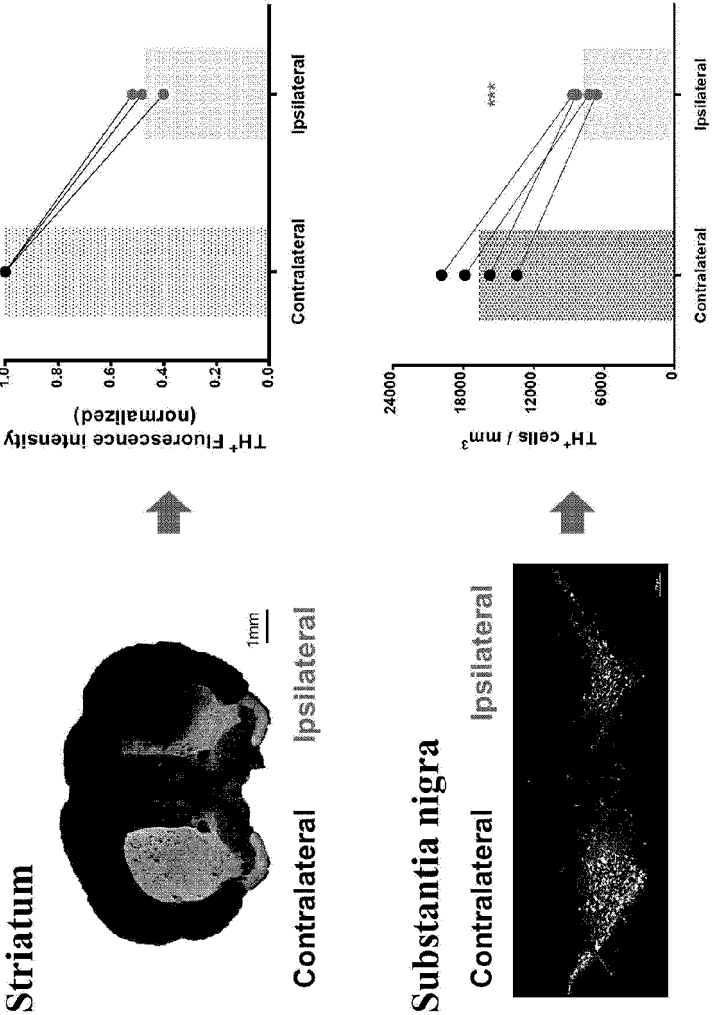 Striatum
1mm
Contralateral Ipsilateral
TH⁺ Fluorescence intensity
(normalized)
1.0
0.8
0.6
0.4
0.2
0.0
Contralateral Ipsilateral
Substantia nigra
Contralateral Ipsilateral
TH⁺ cells / mm³
24000
18000
12000
6000
0
***
Contralateral Ipsilateral